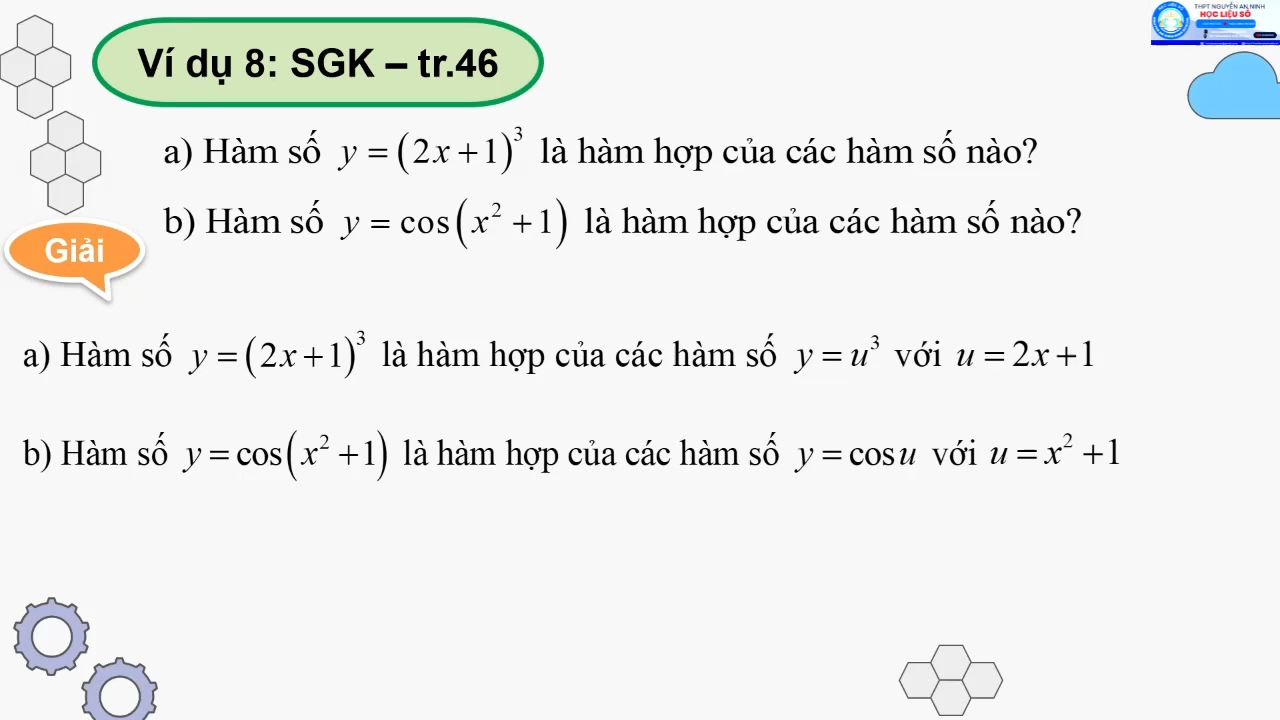 THPT NGUYỄN AN NINH
HỌC LIỆU SỐ
Ví dụ 8: SGK – tr.46
a) Hàm số y = (2x + 1)³ là hàm hợp của các hàm số nào?
b) Hàm số y = cos(x² + 1) là hàm hợp của các hàm số nào?
Giải
a) Hàm số y = (2x + 1)³ là hàm hợp của các hàm số y = u³ với u = 2x + 1
b) Hàm số y = cos(x² + 1) là hàm hợp của các hàm số y = cos u với u = x² + 1